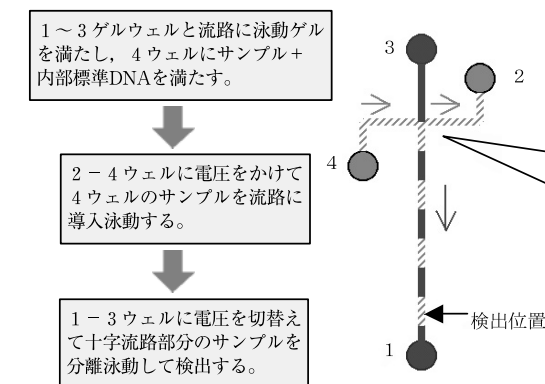 1～3ゲルウェルと流路に泳動ゲル
を満たし，4ウェルにサンプル＋
内部標準DNAを満たす。
2－4ウェルに電圧をかけて
4ウェルのサンプルを流路に
導入泳動する。
1－3ウェルに電圧を切替え
て十字流路部分のサンプルを
分離泳動して検出する。
3
2
4
検出位置
1